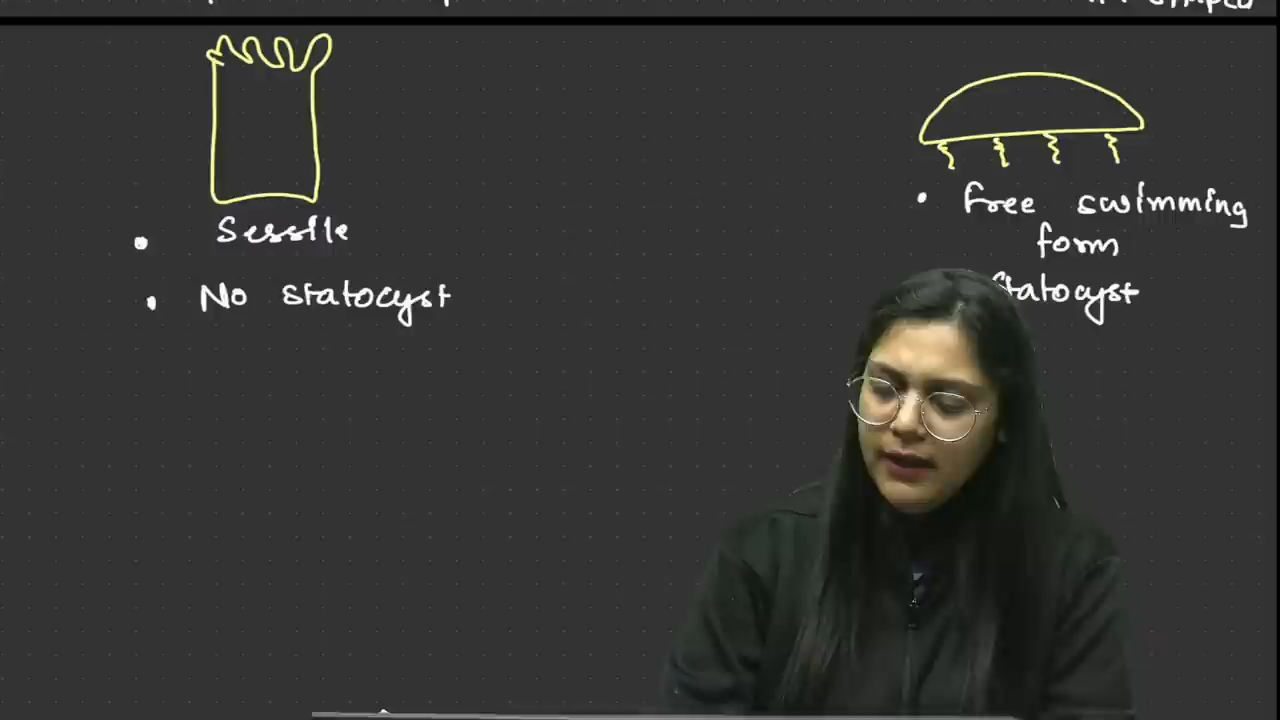 • Sessile
• No statocyst
• free swimming
form
statocyst